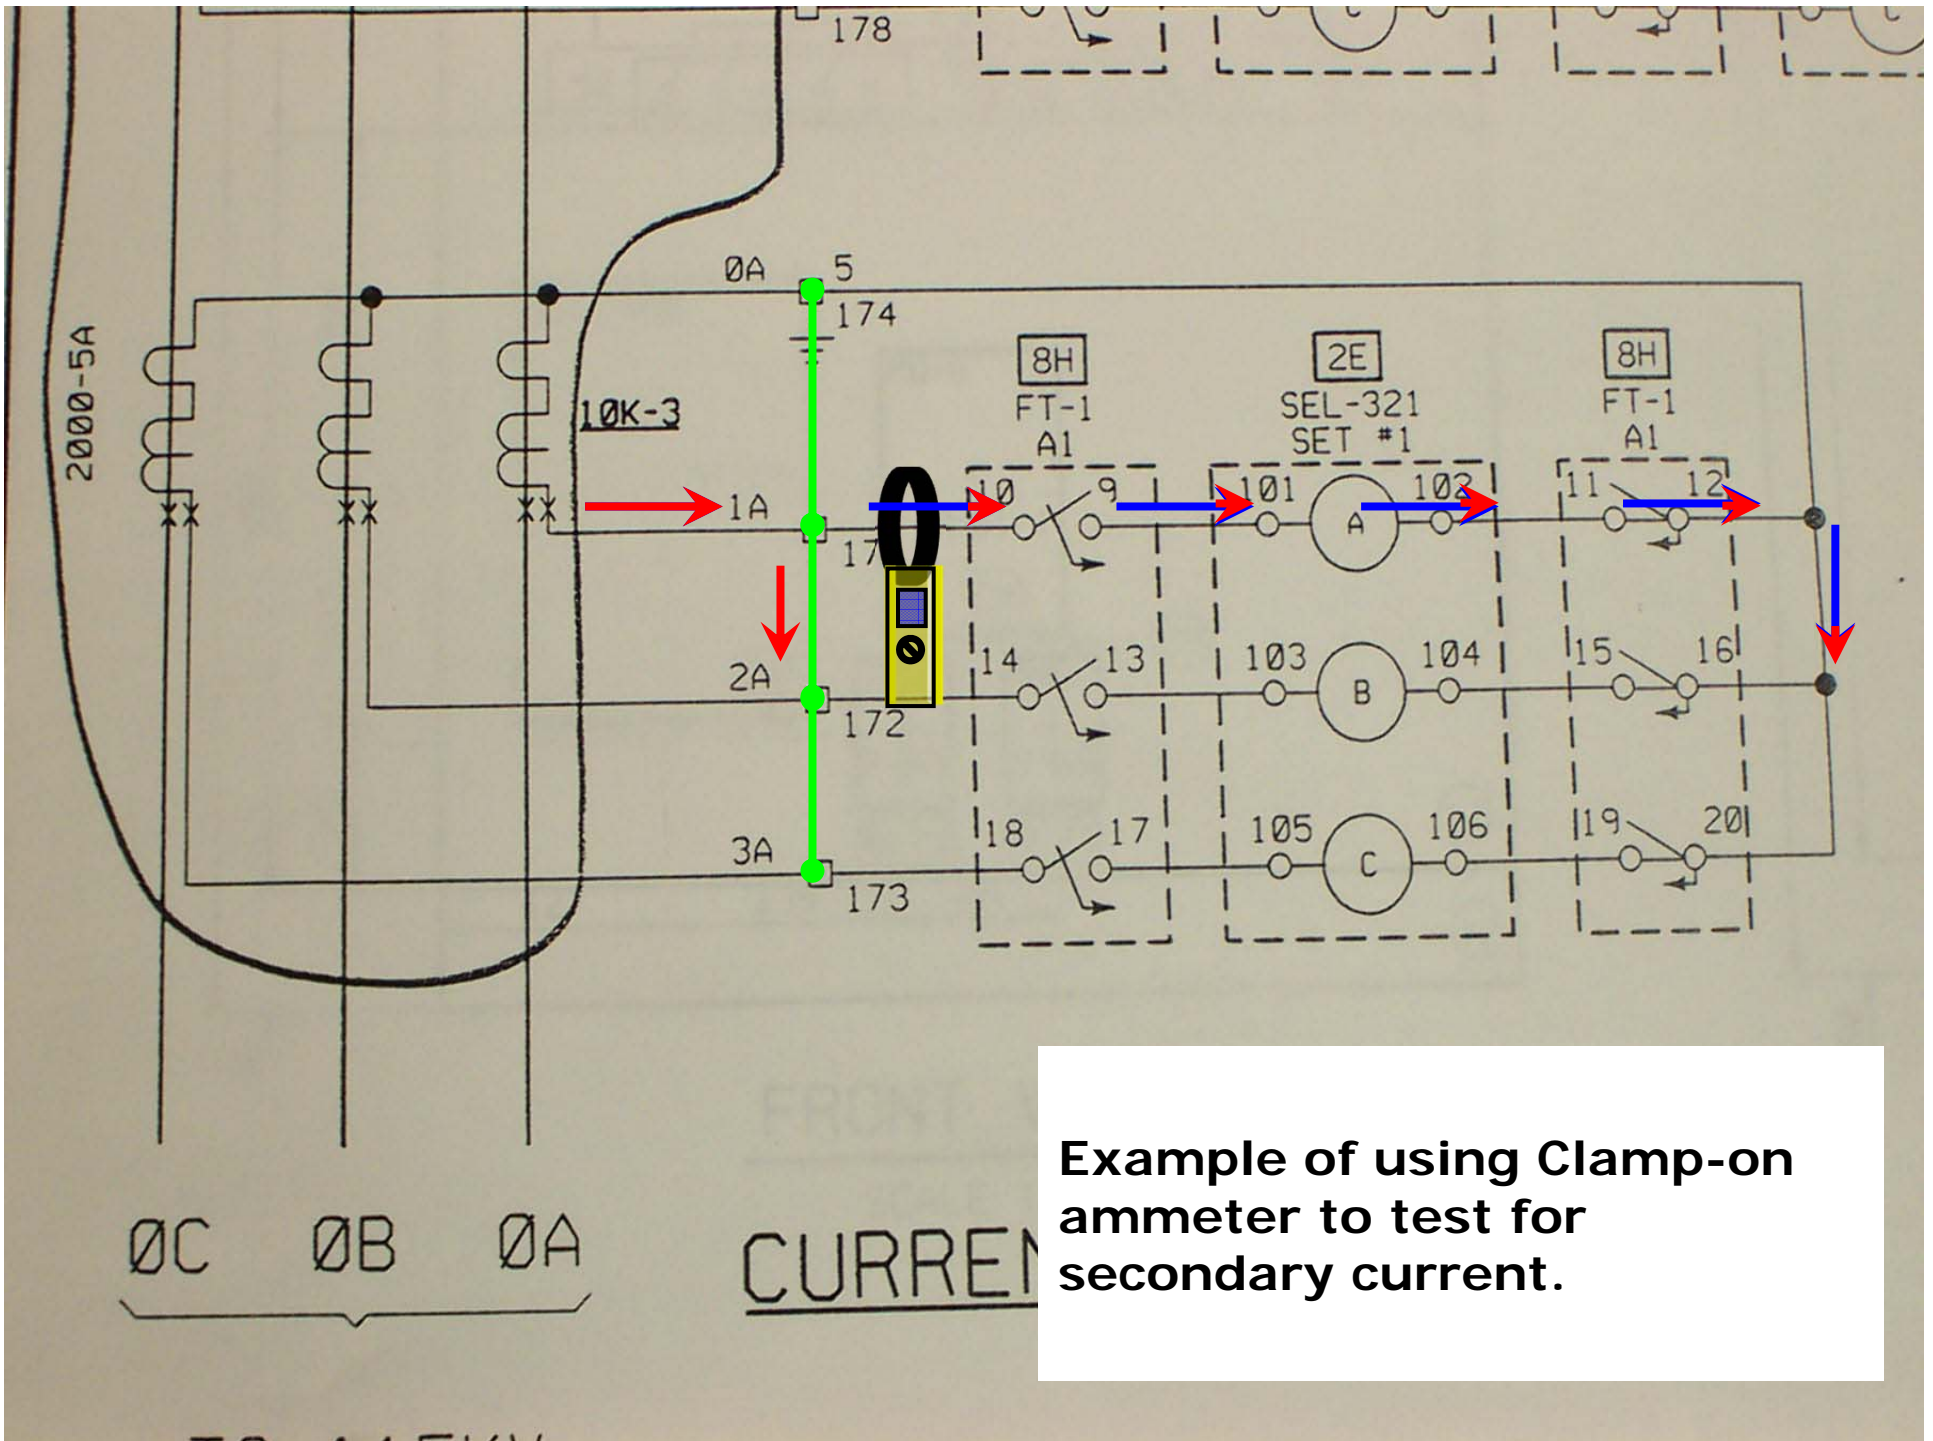 178
ØA
5
174
2000-5A
10K-3
8H
FT-1
A1
2E
SEL-321
SET #1
8H
FT-1
A1
1A
17
10
9
101
A
102
11
12
2A
172
14
13
103
B
104
15
16
3A
173
18
17
105
C
106
19
20
ØC
ØB
ØA
CURREN
Example of using Clamp-on
ammeter to test for
secondary current.